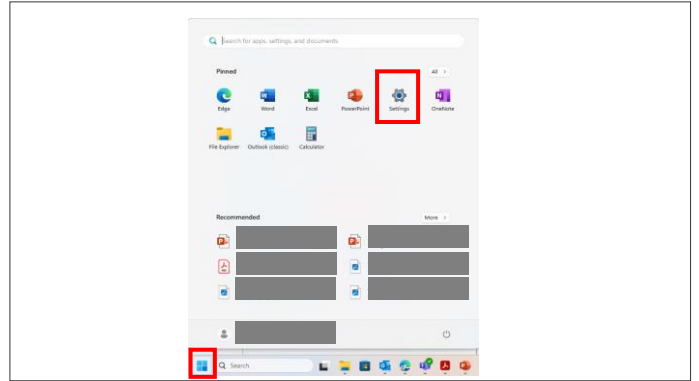 Search for apps, settings, and documents
Pinned
All >
Edge Word Excel PowerPoint Settings OneNote
File Explorer Outlook (classic) Calculator
Recommended
More >
Search